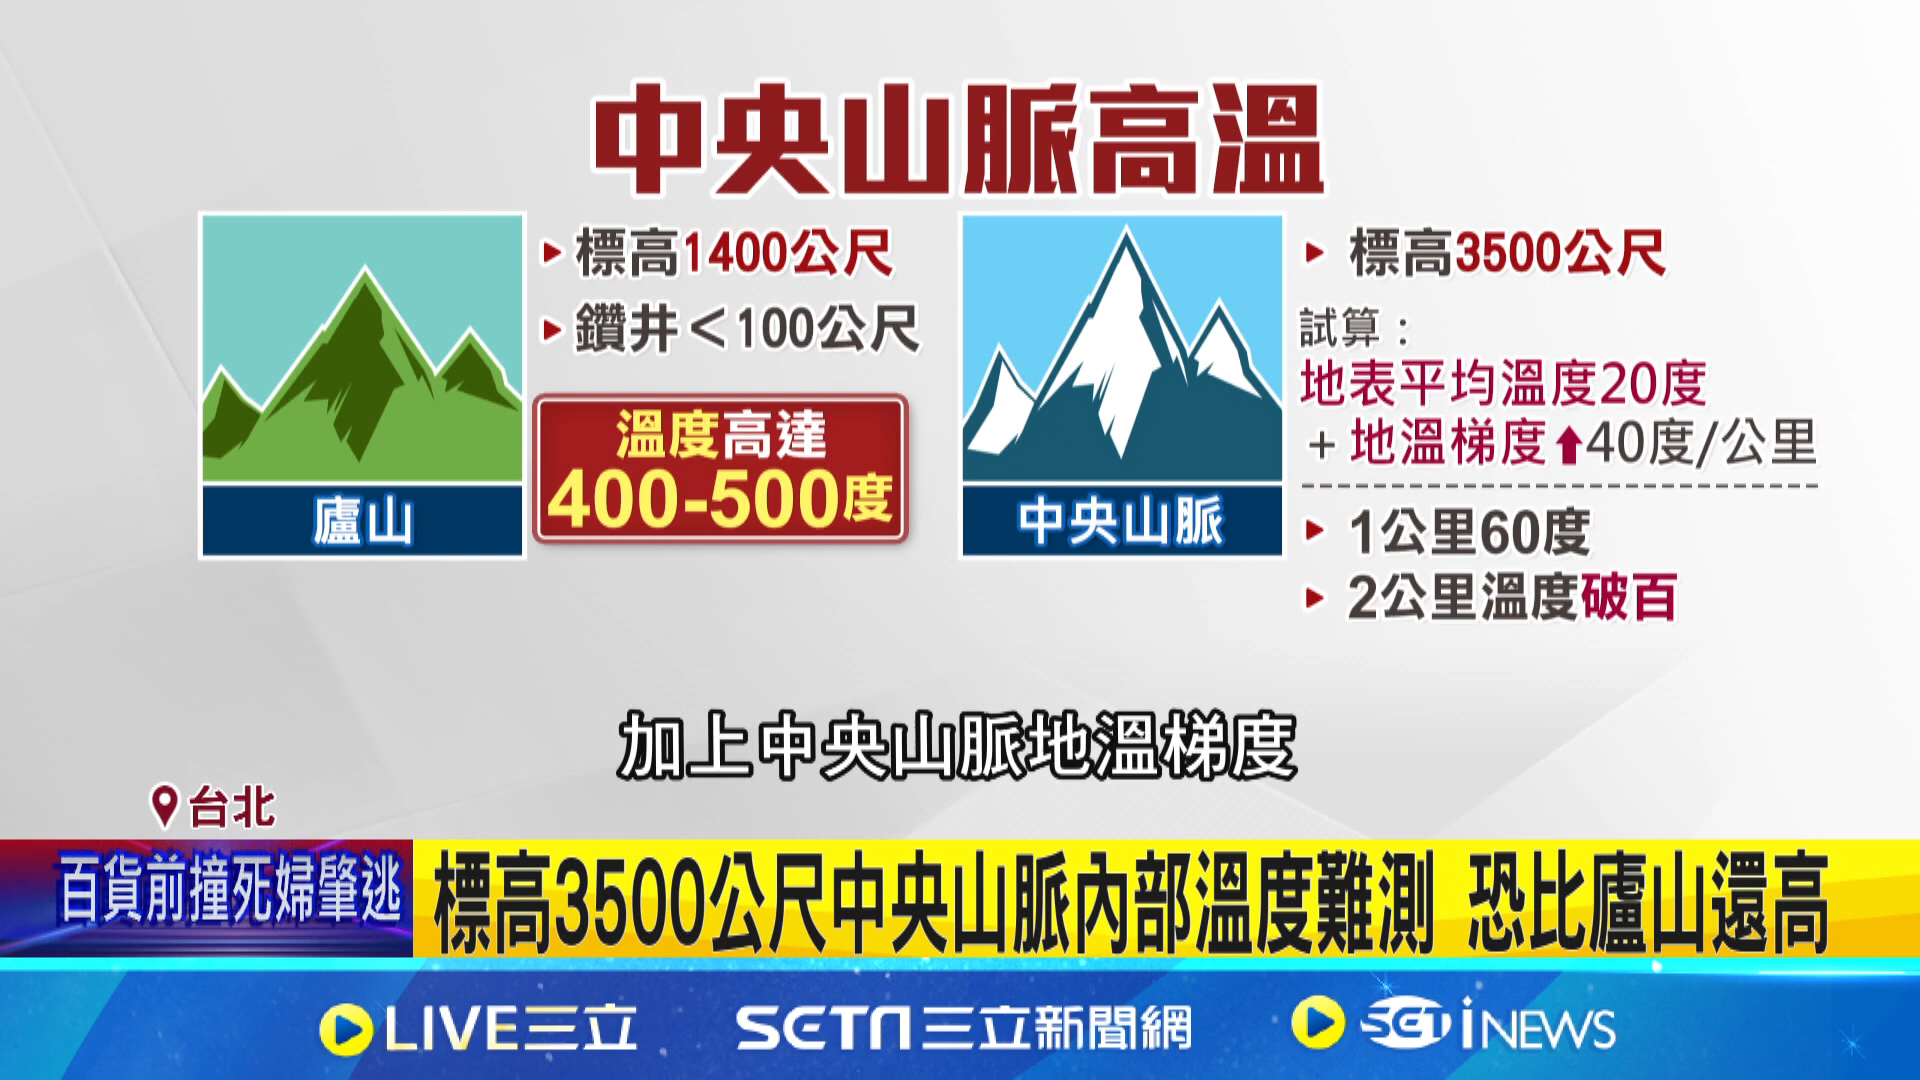 中央山脈高溫
標高1400公尺
鑽井＜100公尺
溫度高達
400-500度
廬山
標高3500公尺
試算：
地表平均溫度20度
＋地溫梯度⬆40度/公里
1公里60度
2公里溫度破百
中央山脈
加上中央山脈地溫梯度
台北
百貨前撞死婦肇逃
標高3500公尺中央山脈內部溫度難測 恐比廬山還高
LIVE三立
SETN三立新聞網
SETiNEWS